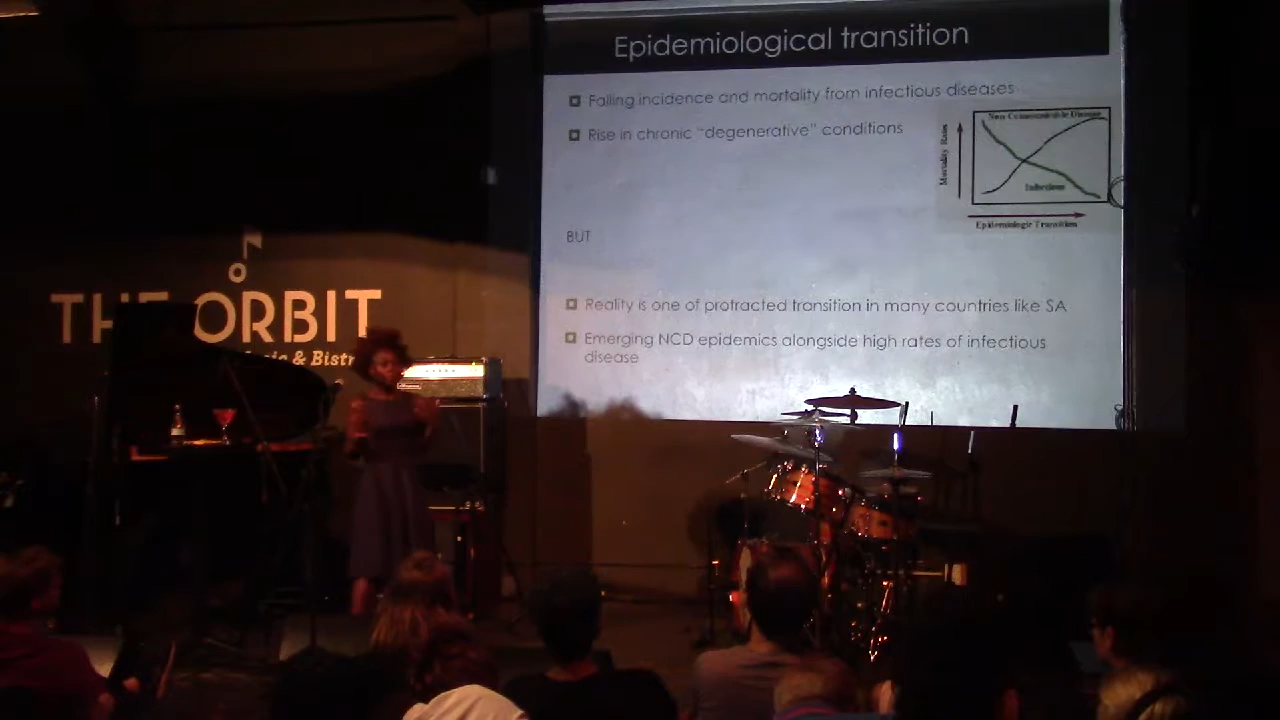 Epidemiological transition
Falling incidence and mortality from infectious diseases
Rise in chronic "degenerative" conditions
Non-Communicable Disease
Mortality Rates
Infectious
Epidemiologic Transition
BUT
Reality is one of protracted transition in many countries like SA
Emerging NCD epidemics alongside high rates of infectious
disease
THE ORBIT
& Bistr